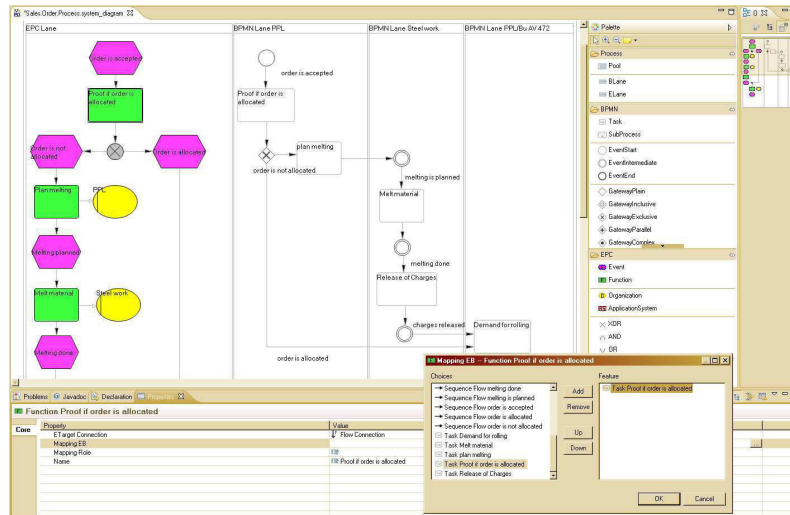 *Sales.Order.Process.system_diagram
EPC Lane
BPMN Lane PPL
BPMN Lane Steel work
BPMN Lane PPL/Bu AV 472
Order is accepted
Proof if order is
allocated
Order is not
allocated
Order is allocated
Plan melting
PPL
Melting planned
Melt material
Steel work
Melting done
order is accepted
Proof if order is
allocated
plan melting
order is not allocated
melting is planned
Melt material
melting done
Release of Charges
charges released
Demand for rolling
order is allocated
Palette
Process
Pool
BLane
ELane
BPMN
Task
SubProcess
EventStart
EventIntermediate
EventEnd
GatewayPlain
GatewayInclusive
GatewayExclusive
GatewayParallel
GatewayComplex
EPC
Event
Function
Organization
ApplicationSystem
XOR
AND
OR
Problems
Javadoc
Declaration
Properties
Function Proof if order is allocated
Core
Property
Value
ETarget Connection
Flow Connection
Mapping EB
Mapping Role
Name
Proof if order is allocated
Mapping EB -- Function Proof if order is allocated
Choices
Feature
Sequence Flow melting done
Sequence Flow melting is planned
Sequence Flow order is accepted
Sequence Flow order is allocated
Sequence Flow order is not allocated
Task Demand for rolling
Task Melt material
Task plan melting
Task Proof if order is allocated
Task Release of Charges
Add
Remove
Up
Down
Task Proof if order is allocated
OK
Cancel